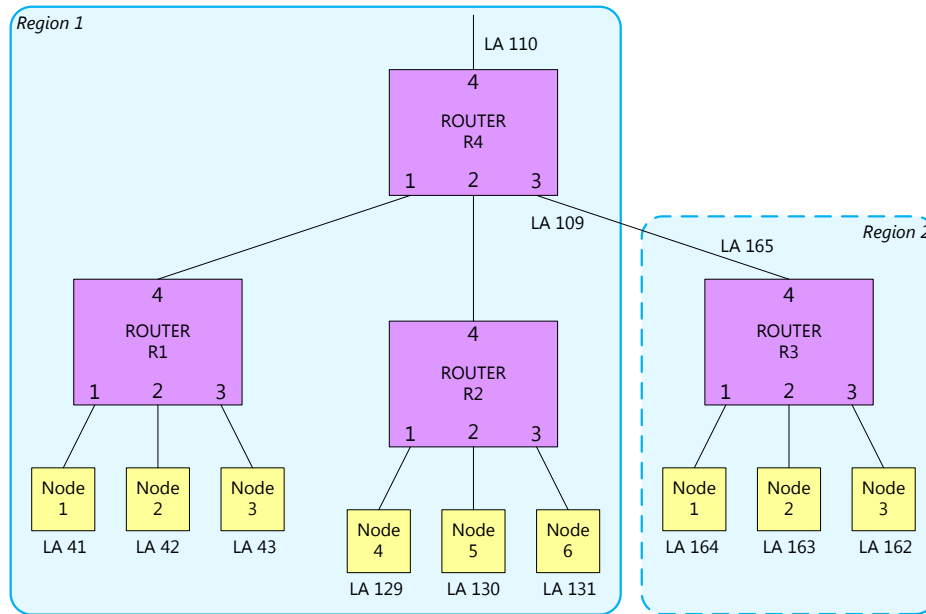 Region 1
LA 110
4
ROUTER
R4
1 2 3
LA 109
Region 2
LA 165
4
ROUTER
R1
1 2 3
4
ROUTER
R2
1 2 3
4
ROUTER
R3
1 2 3
Node
1
Node
2
Node
3
LA 41
LA 42
LA 43
Node
4
Node
5
Node
6
LA 129
LA 130
LA 131
Node
1
Node
2
Node
3
LA 164
LA 163
LA 162